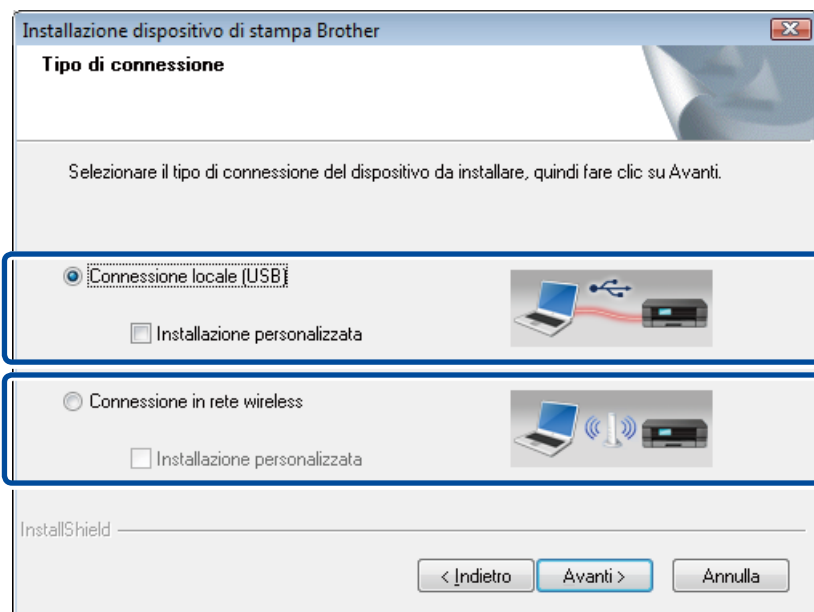 Installazione dispositivo di stampa Brother
Tipo di connessione
Selezionare il tipo di connessione del dispositivo da installare, quindi fare clic su Avanti.
Connessione locale (USB)
Installazione personalizzata
Connessione in rete wireless
Installazione personalizzata
InstallShield
< Indietro Avanti > Annulla